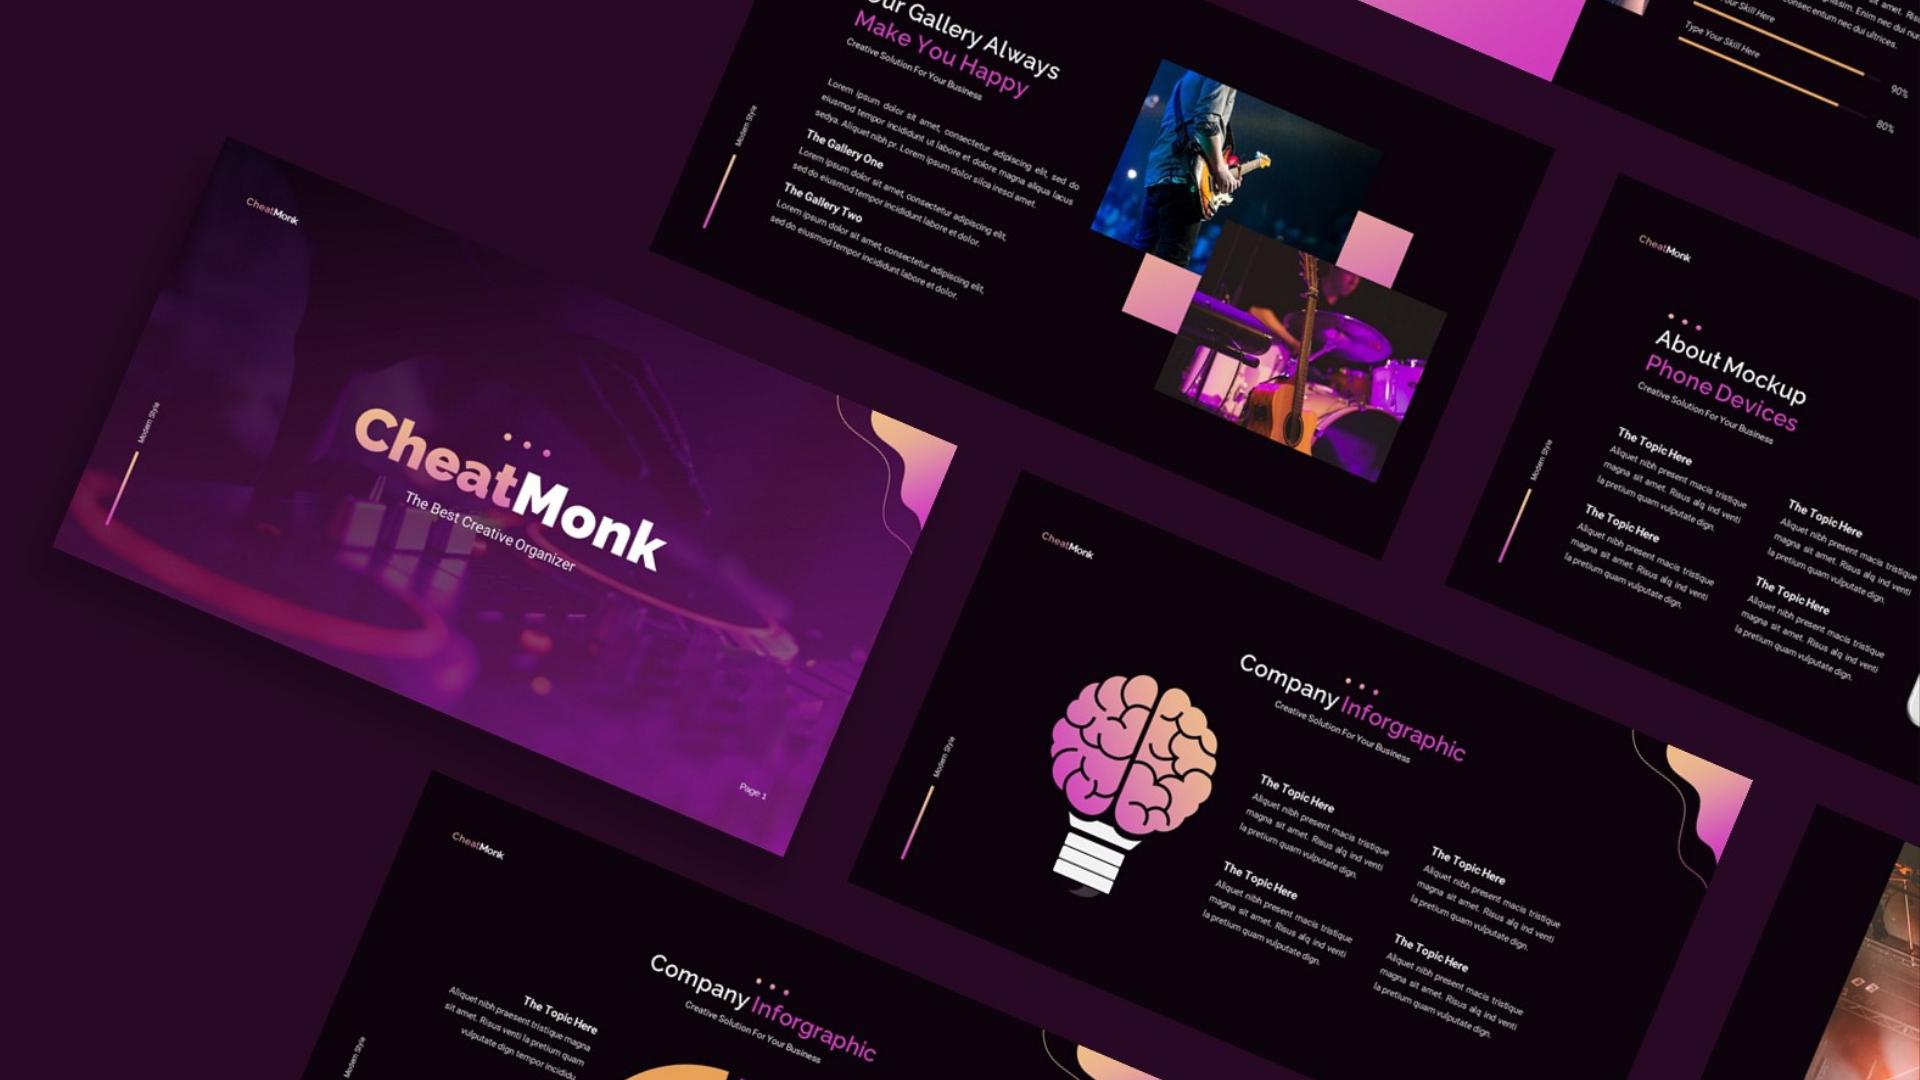 Our Gallery Always
Make You Happy
Creative Solution For Your Business
Lorem ipsum dolor sit amet, consectetur adipiscing elit, sed do
eiusmod tempor incididunt ut labore et dolore magna aliqua lacus
sedya. Aliquet nibh pr. Lorem ipsum dolor silca iresci amet.
The Gallery One
Lorem ipsum dolor sit amet, consectetur adipiscing elit,
sed do eiusmod tempor incididunt labore et dolor.
The Gallery Two
Lorem ipsum dolor sit amet, consectetur adipiscing elit,
sed do eiusmod tempor incididunt labore et dolor.
Modern Style
Your Skill Here
90%
Type Your Skill Here
80%
dignissim. Enim nec dui
consec entum nec dui ultrices.
CheatMonk
CheatMonk
The Best Creative Organizer
Modern Style
Page 1
CheatMonk
About Mockup
Phone Devices
Creative Solution For Your Business
The Topic Here
Aliquet nibh present macis tristique
magna sit amet. Risus alq ind venti
la pretium quam vulputate dign.
The Topic Here
Aliquet nibh present macis tristique
magna sit amet. Risus alq ind venti
la pretium quam vulputate dign.
The Topic Here
Aliquet nibh present macis tristique
magna sit amet. Risus alq ind venti
la pretium quam vulputate dign.
The Topic Here
Aliquet nibh present macis tristique
magna sit amet. Risus alq ind venti
la pretium quam vulputate dign.
Modern Style
CheatMonk
Company Inforgraphic
Creative Solution For Your Business
The Topic Here
Aliquet nibh present macis tristique
magna sit amet. Risus alq ind venti
la pretium quam vulputate dign.
The Topic Here
Aliquet nibh present macis tristique
magna sit amet. Risus alq ind venti
la pretium quam vulputate dign.
The Topic Here
Aliquet nibh present macis tristique
magna sit amet. Risus alq ind venti
la pretium quam vulputate dign.
The Topic Here
Aliquet nibh present macis tristique
magna sit amet. Risus alq ind venti
la pretium quam vulputate dign.
Modern Style
CheatMonk
Company Inforgraphic
Creative Solution For Your Business
The Topic Here
Aliquet nibh praesent tristique magna
sit amet. Risus venti la pretium quam
vulputate dign tempor incididu
Modern Style